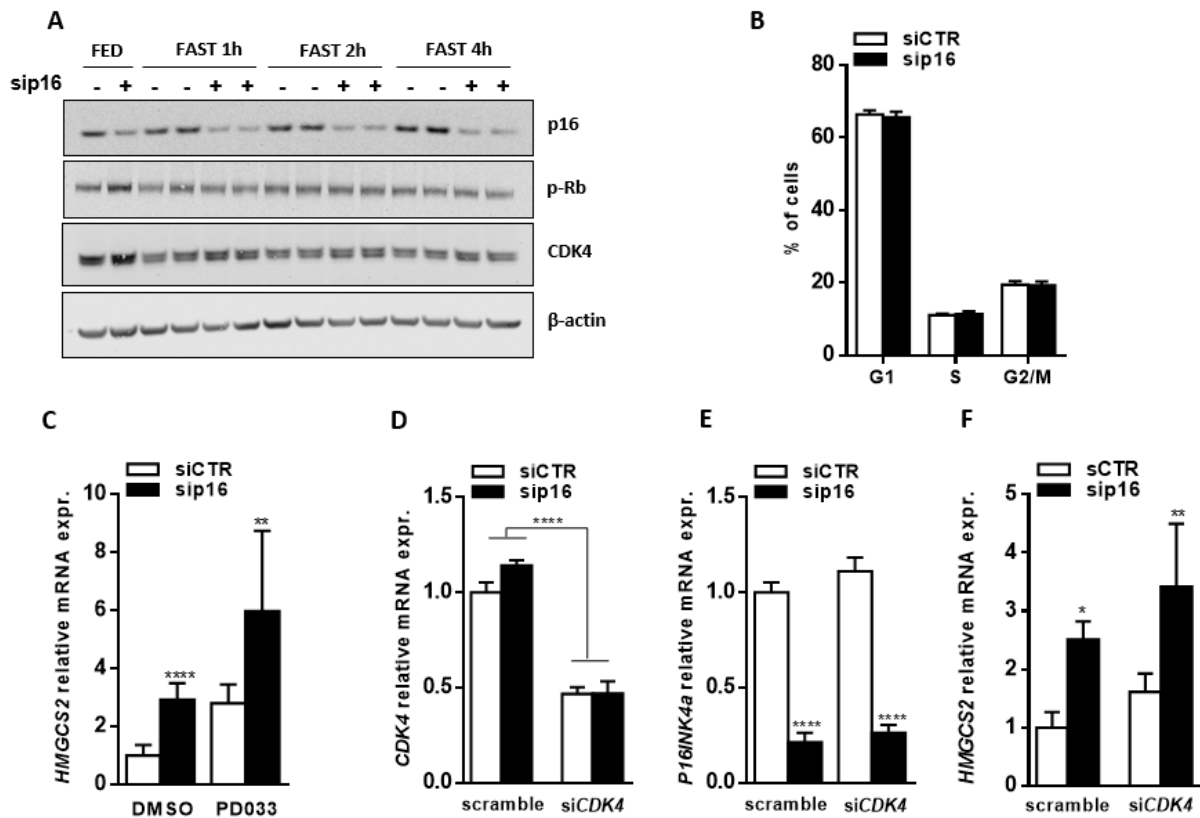 A
FED FAST 1h FAST 2h FAST 4h
sip16 - + - - + + - - + + - - + +
p16
p-Rb
CDK4
β-actin
B
siCTR
sip16
% of cells
80
60
40
20
0
G1 S G2/M
C
siCTR
sip16
HMGCS2 relative mRNA expr.
10
8
6
4
2
0
****
**
DMSO PD033
D
siCTR
sip16
CDK4 relative mRNA expr.
1.5
1.0
0.5
0.0
****
scramble siCDK4
E
siCTR
sip16
P16INK4a relative mRNA expr.
1.5
1.0
0.5
0.0
****
****
scramble siCDK4
F
sCTR
sip16
HMGCS2 relative mRNA expr.
5
4
3
2
1
0
*
**
scramble siCDK4